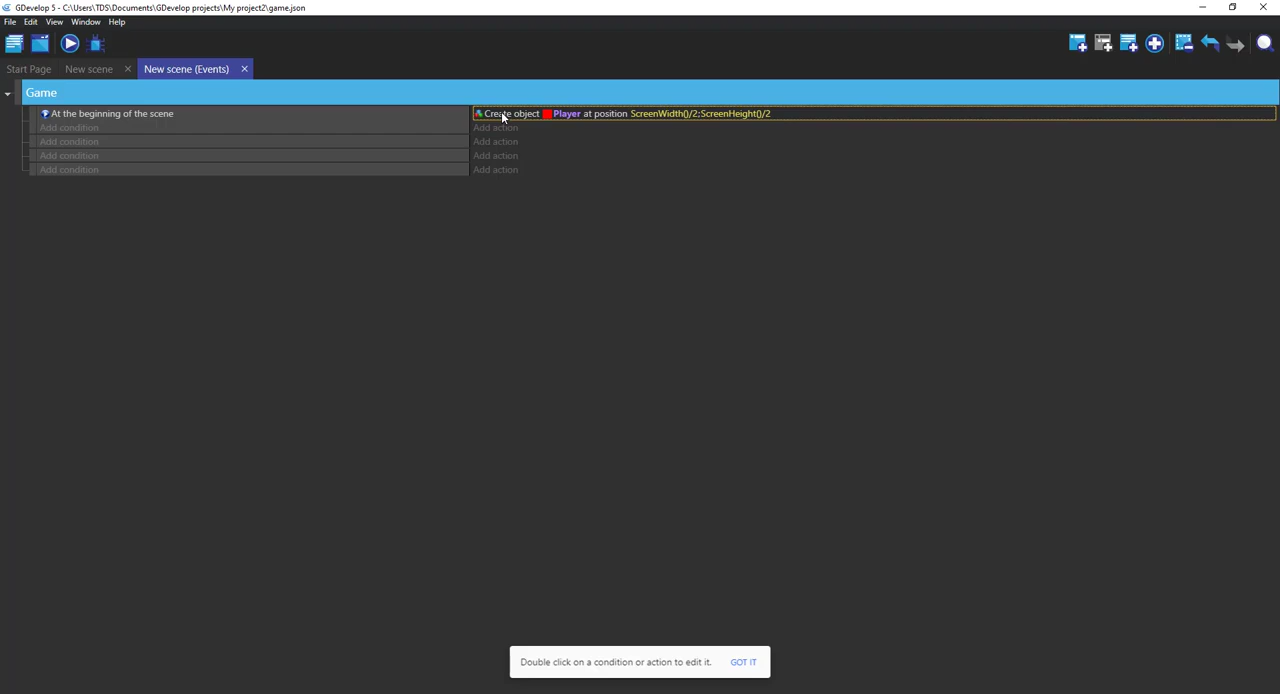 GDevelop 5 - C:\Users\TDS\Documents\GDevelop projects\My project2\game.json
File Edit View Window Help
Start Page New scene × New scene (Events) ×
Game
At the beginning of the scene Create object Player at position ScreenWidth()/2;ScreenHeight()/2
Add condition Add action
Add condition Add action
Add condition Add action
Add condition Add action
Double click on a condition or action to edit it. GOT IT